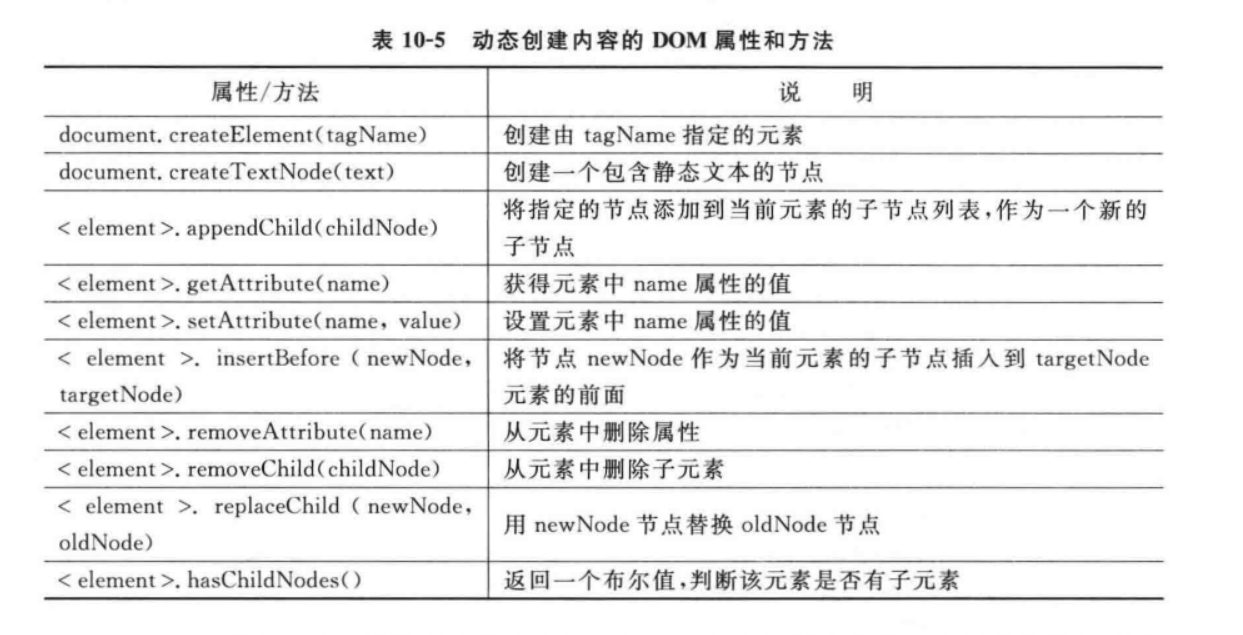 表 10-5 动态创建内容的 DOM 属性和方法
属性/方法 说 明
document. createElement(tagName) 创建由 tagName 指定的元素
document. createTextNode(text) 创建一个包含静态文本的节点
< element >. appendChild(childNode) 将指定的节点添加到当前元素的子节点列表,作为一个新的
子节点
< element >. getAttribute(name) 获得元素中 name 属性的值
< element >. setAttribute(name, value) 设置元素中 name 属性的值
< element >. insertBefore ( newNode, 将节点 newNode 作为当前元素的子节点插入到 targetNode
targetNode) 元素的前面
< element >. removeAttribute(name) 从元素中删除属性
< element >. removeChild(childNode) 从元素中删除子元素
< element >. replaceChild ( newNode,
oldNode) 用 newNode 节点替换 oldNode 节点
< element >. hasChildNodes() 返回一个布尔值,判断该元素是否有子元素